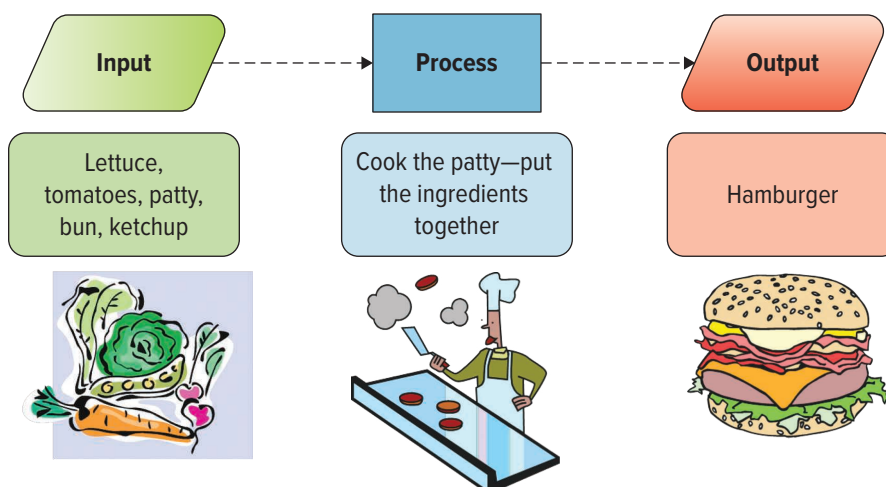 Input
Process
Output
Lettuce,
tomatoes, patty,
bun, ketchup
Cook the patty—put
the ingredients
together
Hamburger